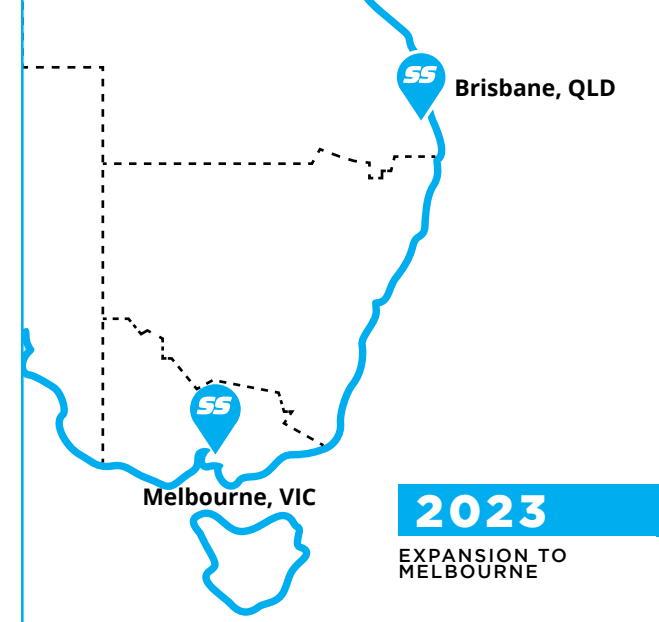 SS
Brisbane, QLD
SS
Melbourne, VIC
2023
EXPANSION TO
MELBOURNE